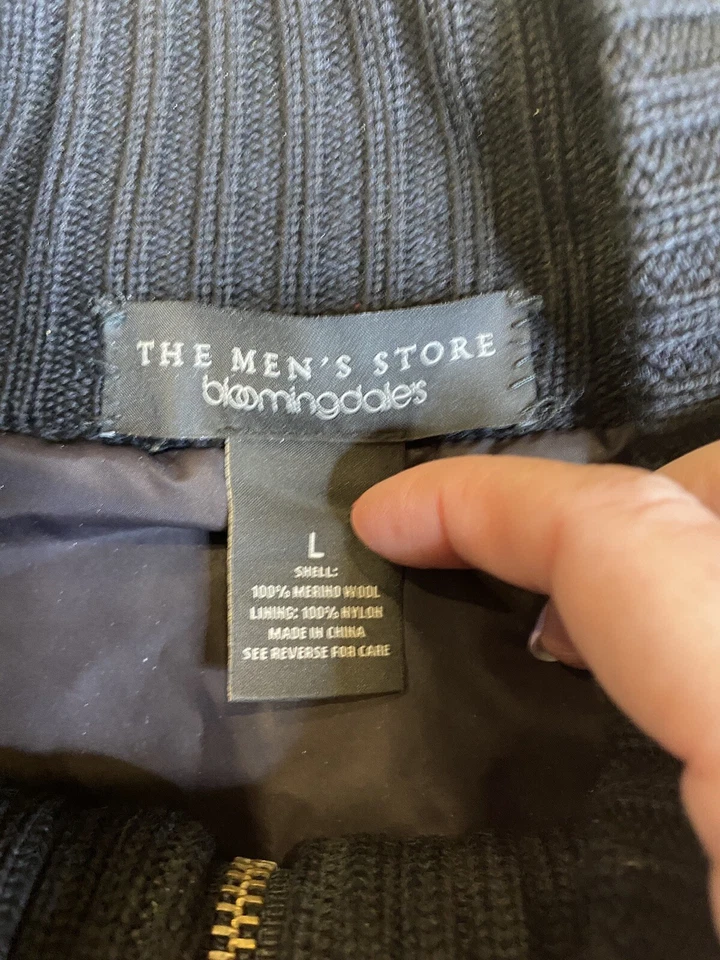 THE MEN'S STORE
bloomingdale's
L
SHELL:
100% MERINO WOOL
LINING: 100% NYLON
MADE IN CHINA
SEE REVERSE FOR CARE